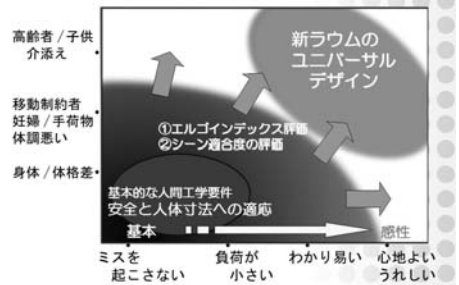 高齢者 / 子供
介添え
移動制約者
妊婦 / 手荷物
体調悪い
身体 / 体格差
新ラウムの
ユニバーサル
デザイン
①エルゴインデックス評価
②シーン適合度の評価
基本的な人間工学要件
安全と人体寸法への適応
基本
感性
ミスを
起こさない
負荷が
小さい
わかり易い
心地よい
うれしい